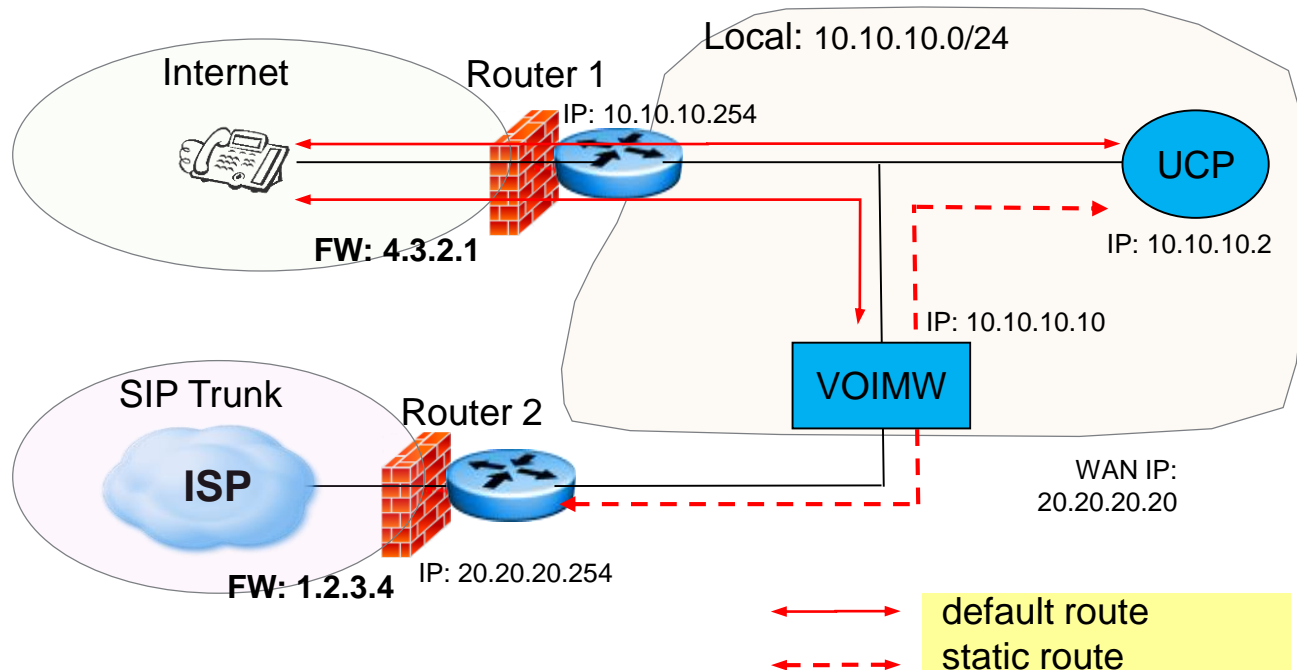 Local: 10.10.10.0/24
Internet
Router 1
IP: 10.10.10.254
UCP
FW: 4.3.2.1
IP: 10.10.10.2
IP: 10.10.10.10
VOIMW
SIP Trunk
Router 2
ISP
WAN IP:
20.20.20.20
IP: 20.20.20.254
FW: 1.2.3.4
default route
static route